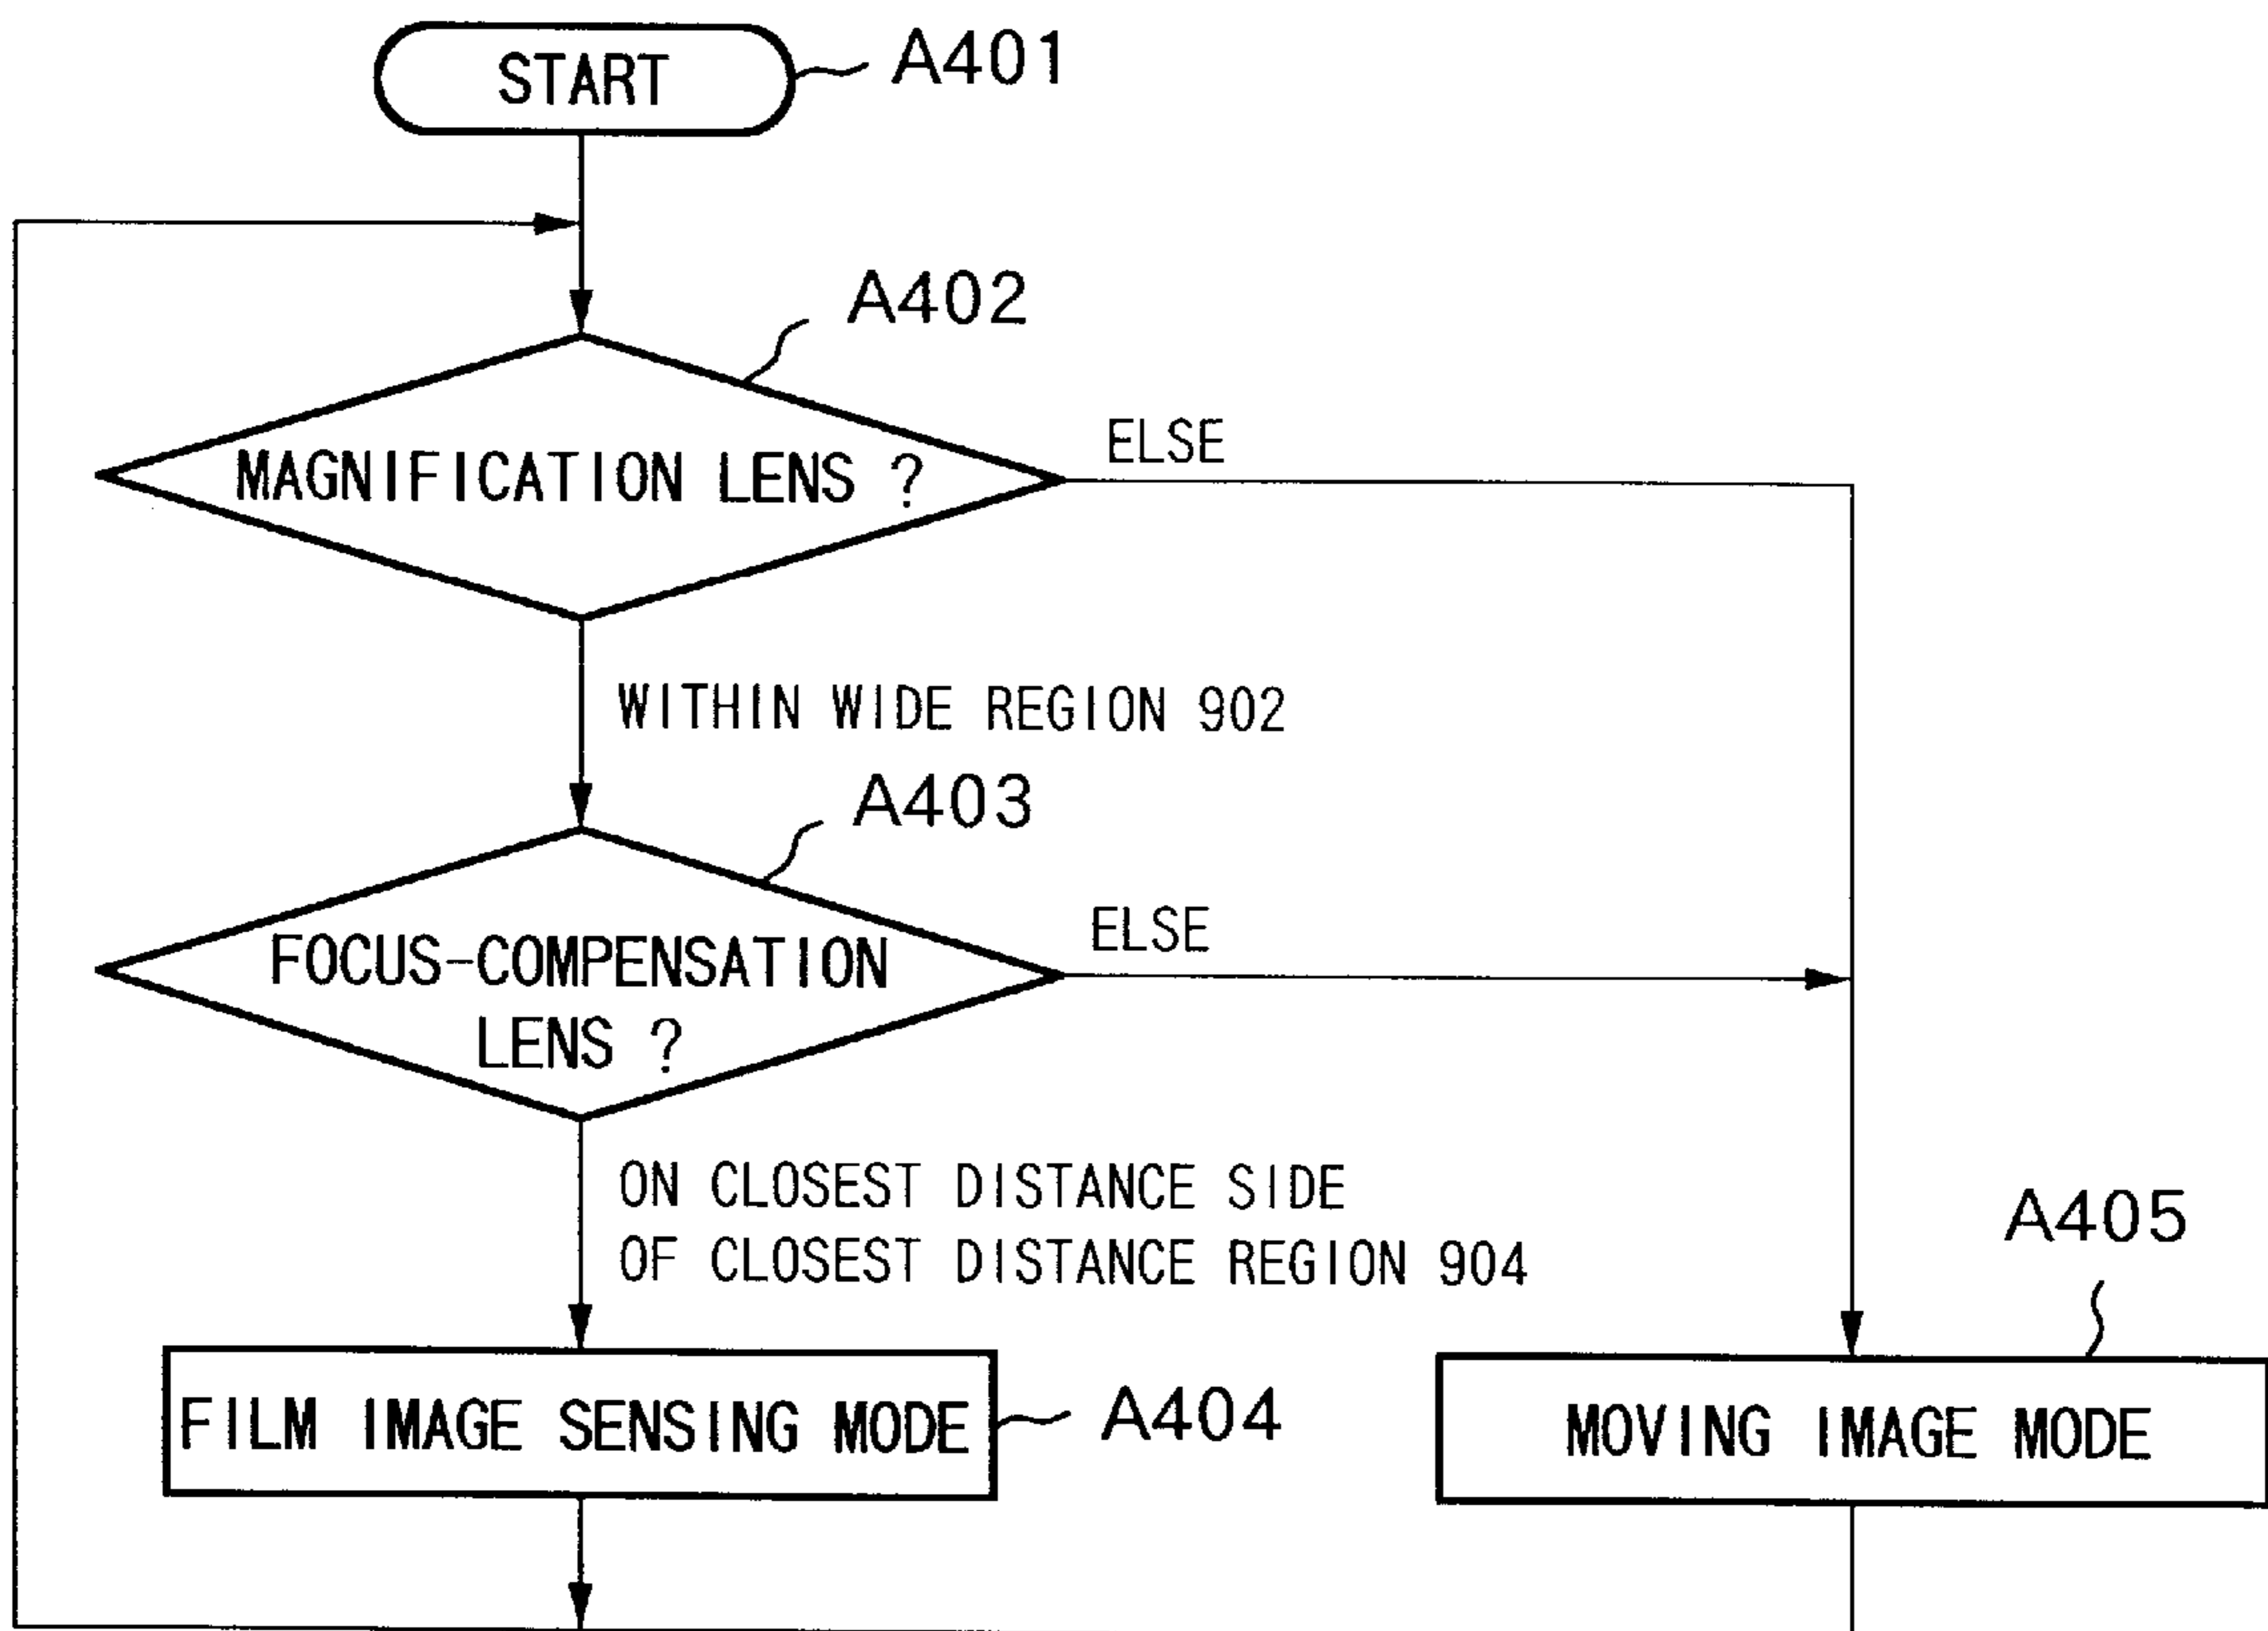 START
A401
A402
MAGNIFICATION LENS ?
ELSE
WITHIN WIDE REGION 902
A403
FOCUS-COMPENSATION
LENS ?
ELSE
ON CLOSEST DISTANCE SIDE
OF CLOSEST DISTANCE REGION 904
A405
FILM IMAGE SENSING MODE
A404
MOVING IMAGE MODE